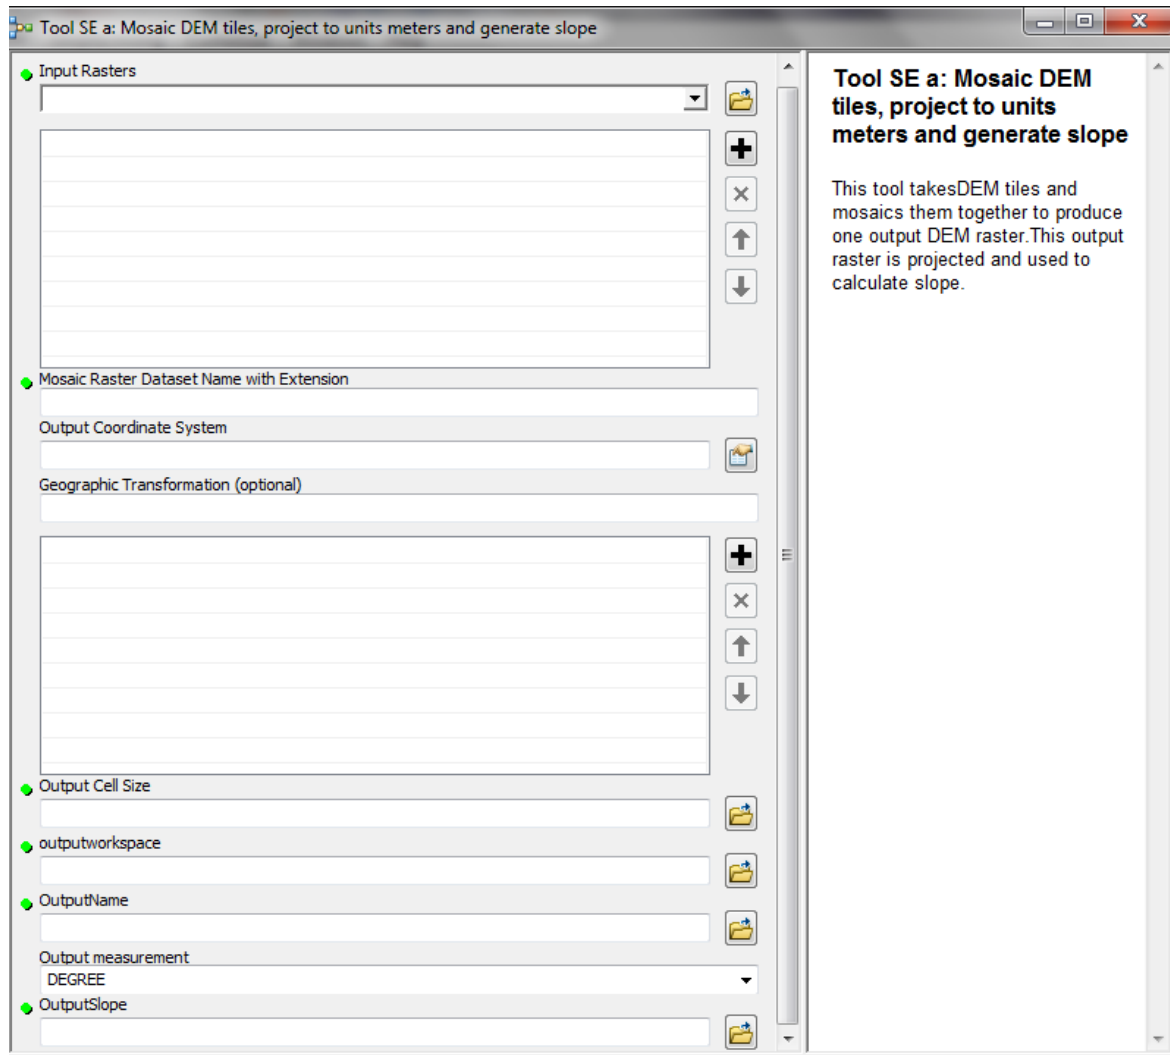 Tool SE a: Mosaic DEM tiles, project to units meters and generate slope
Input Rasters
Mosaic Raster Dataset Name with Extension
Output Coordinate System
Geographic Transformation (optional)
Output Cell Size
outputworkspace
OutputName
Output measurement
DEGREE
OutputSlope
Tool SE a: Mosaic DEM
tiles, project to units
meters and generate slope
This tool takesDEM tiles and
mosaics them together to produce
one output DEM raster.This output
raster is projected and used to
calculate slope.